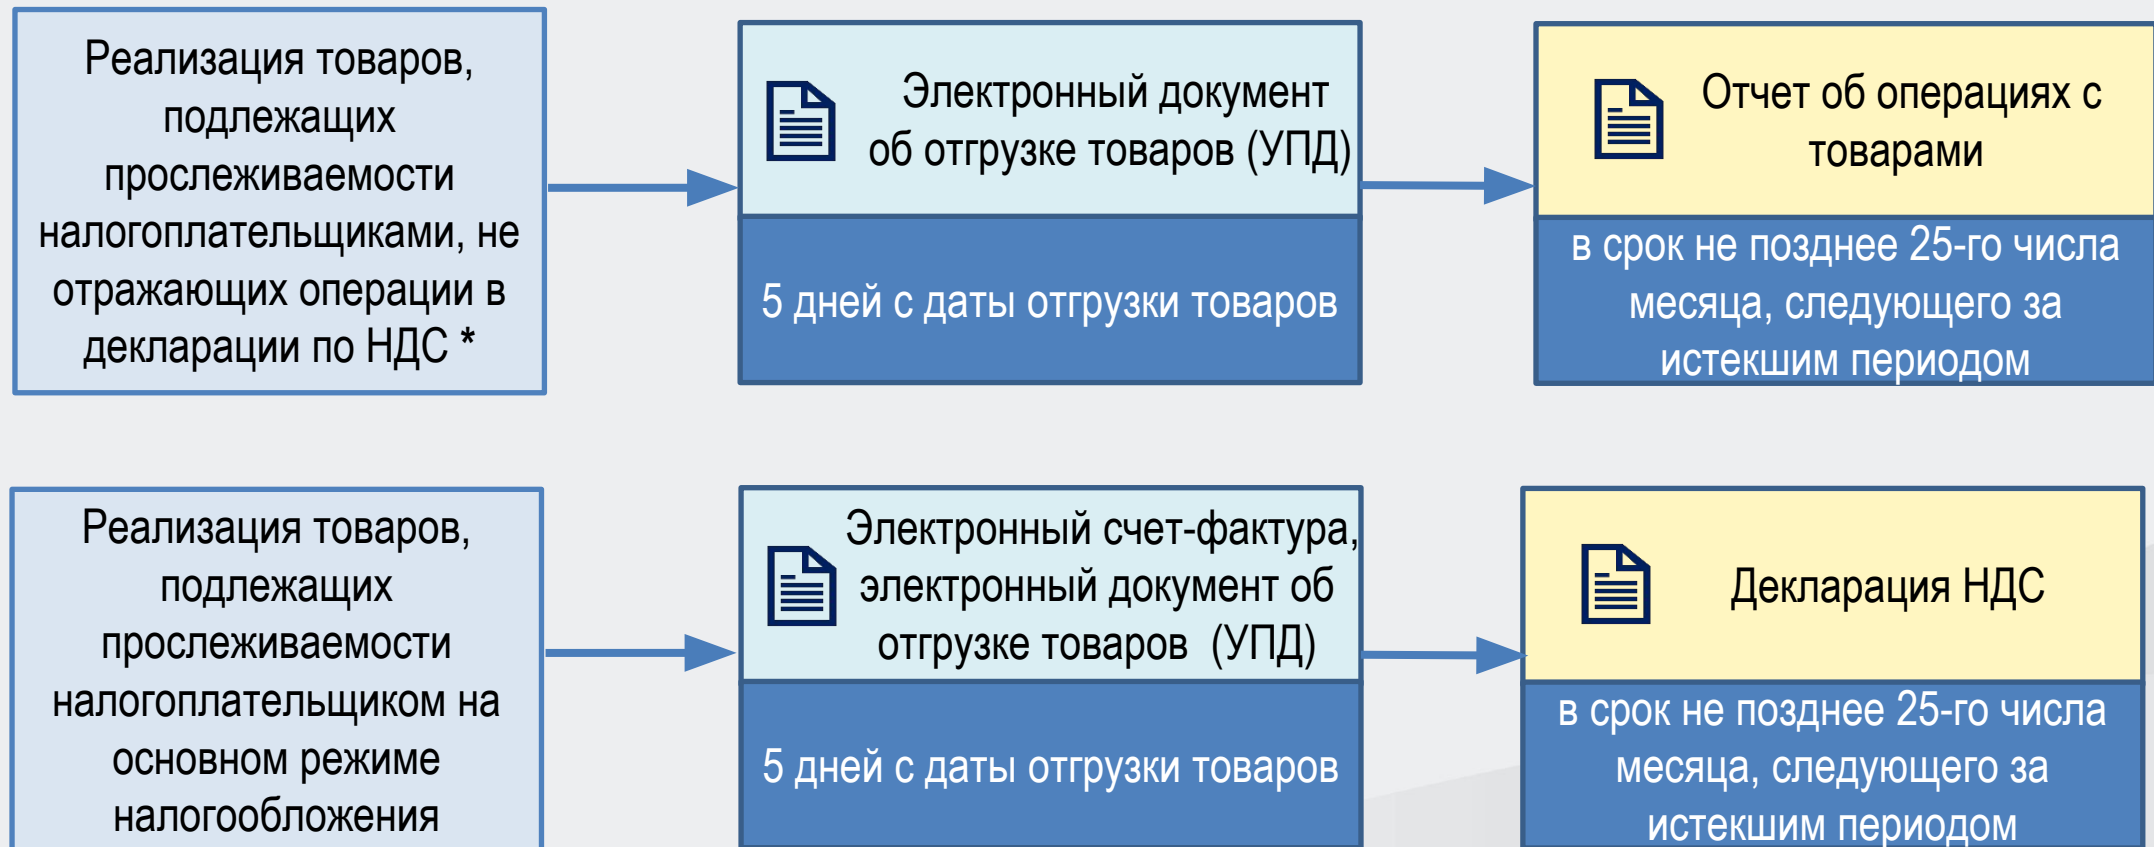 Реализация товаров,
подлежащих
прослеживаемости
налогоплательщиками, не
отражающих операции в
декларации по НДС *
Электронный документ
об отгрузке товаров (УПД)
5 дней с даты отгрузки товаров
Отчет об операциях с
товарами
в срок не позднее 25-го числа
месяца, следующего за
истекшим периодом
Реализация товаров,
подлежащих
прослеживаемости
налогоплательщиком на
основном режиме
налогообложения
Электронный счет-фактура,
электронный документ об
отгрузке товаров (УПД)
5 дней с даты отгрузки товаров
Декларация НДС
в срок не позднее 25-го числа
месяца, следующего за
истекшим периодом